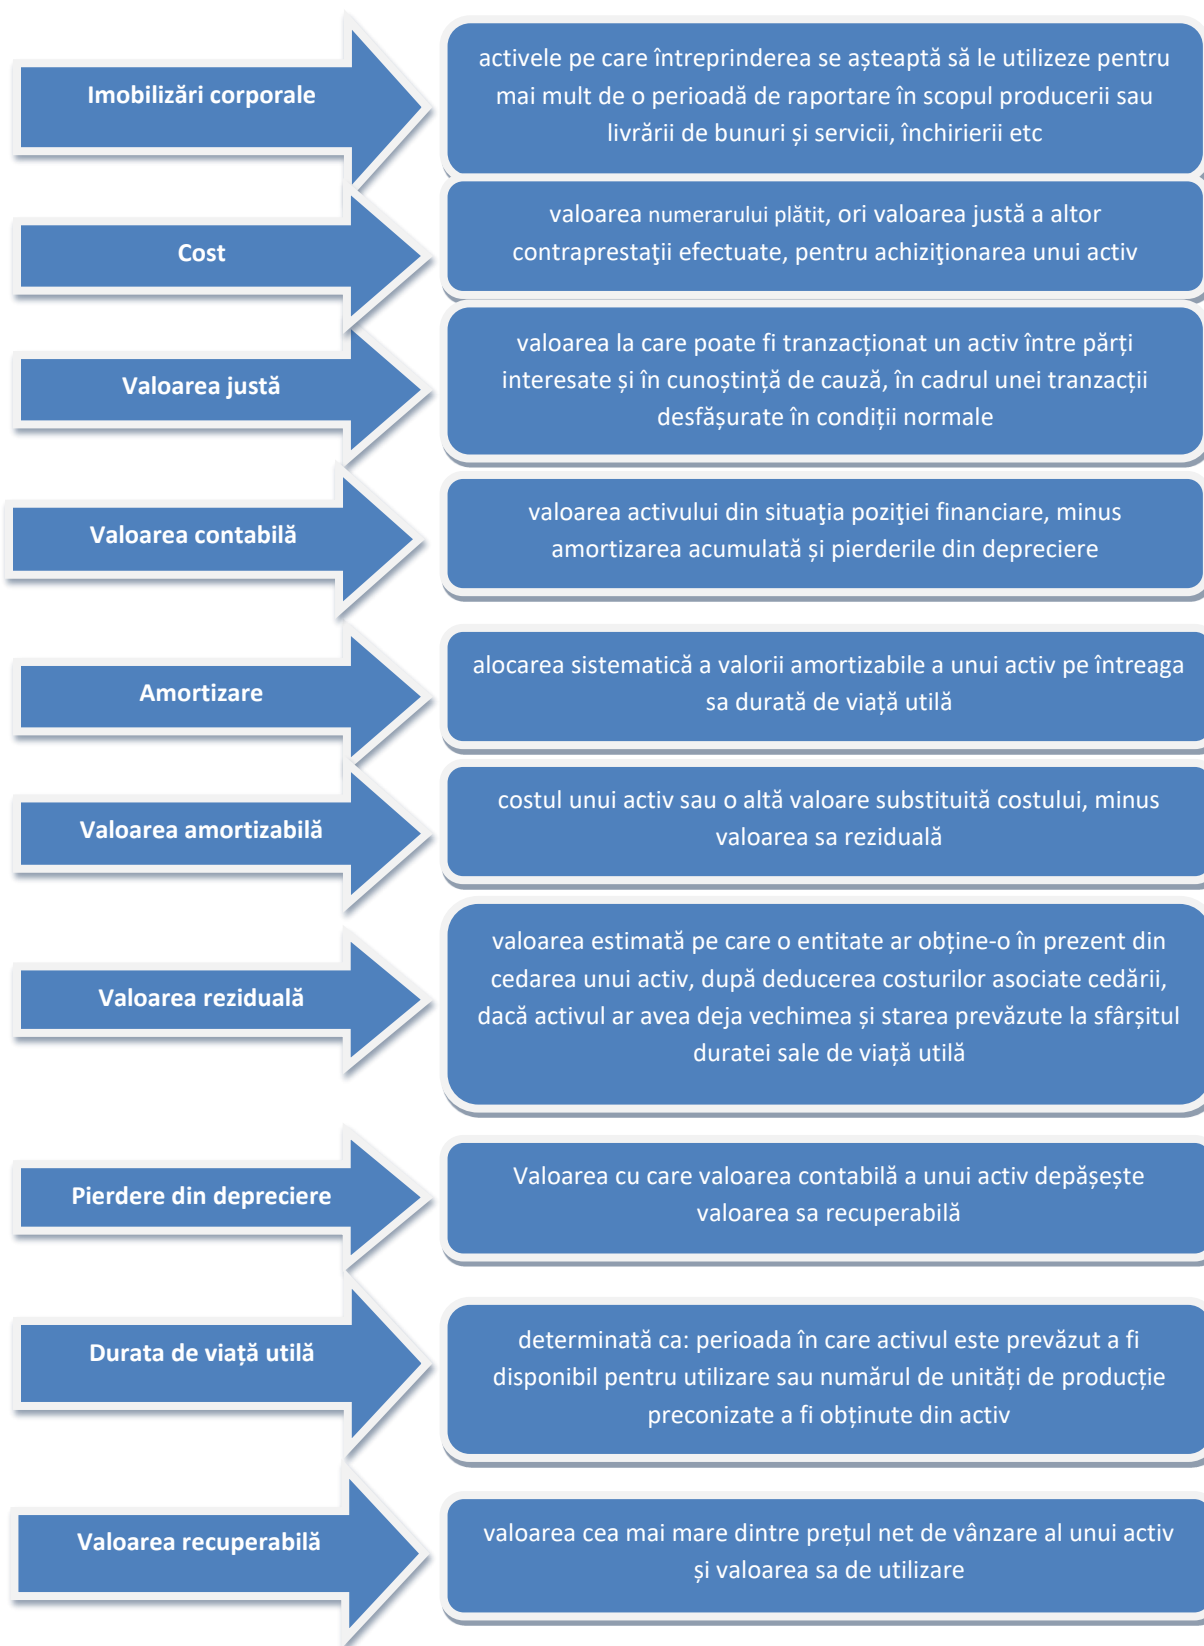 Imobilizări corporale
activele pe care întreprinderea se așteaptă să le utilizeze pentru
mai mult de o perioadă de raportare în scopul producerii sau
livrării de bunuri și servicii, închirierii etc
Cost
valoarea numerarului plătit, ori valoarea justă a altor
contraprestaţii efectuate, pentru achiziţionarea unui activ
Valoarea justă
valoarea la care poate fi tranzacționat un activ între părți
interesate și în cunoștință de cauză, în cadrul unei tranzacții
desfășurate în condiții normale
Valoarea contabilă
valoarea activului din situaţia poziţiei financiare, minus
amortizarea acumulată și pierderile din depreciere
Amortizare
alocarea sistematică a valorii amortizabile a unui activ pe întreaga
sa durată de viață utilă
Valoarea amortizabilă
costul unui activ sau o altă valoare substituită costului, minus
valoarea sa reziduală
Valoarea reziduală
valoarea estimată pe care o entitate ar obține-o în prezent din
cedarea unui activ, după deducerea costurilor asociate cedării,
dacă activul ar avea deja vechimea și starea prevăzute la sfârșitul
duratei sale de viață utilă
Pierdere din depreciere
Valoarea cu care valoarea contabilă a unui activ depășește
valoarea sa recuperabilă
Durata de viață utilă
determinată ca: perioada în care activul este prevăzut a fi
disponibil pentru utilizare sau numărul de unități de producție
preconizate a fi obținute din activ
Valoarea recuperabilă
valoarea cea mai mare dintre prețul net de vânzare al unui activ
și valoarea sa de utilizare